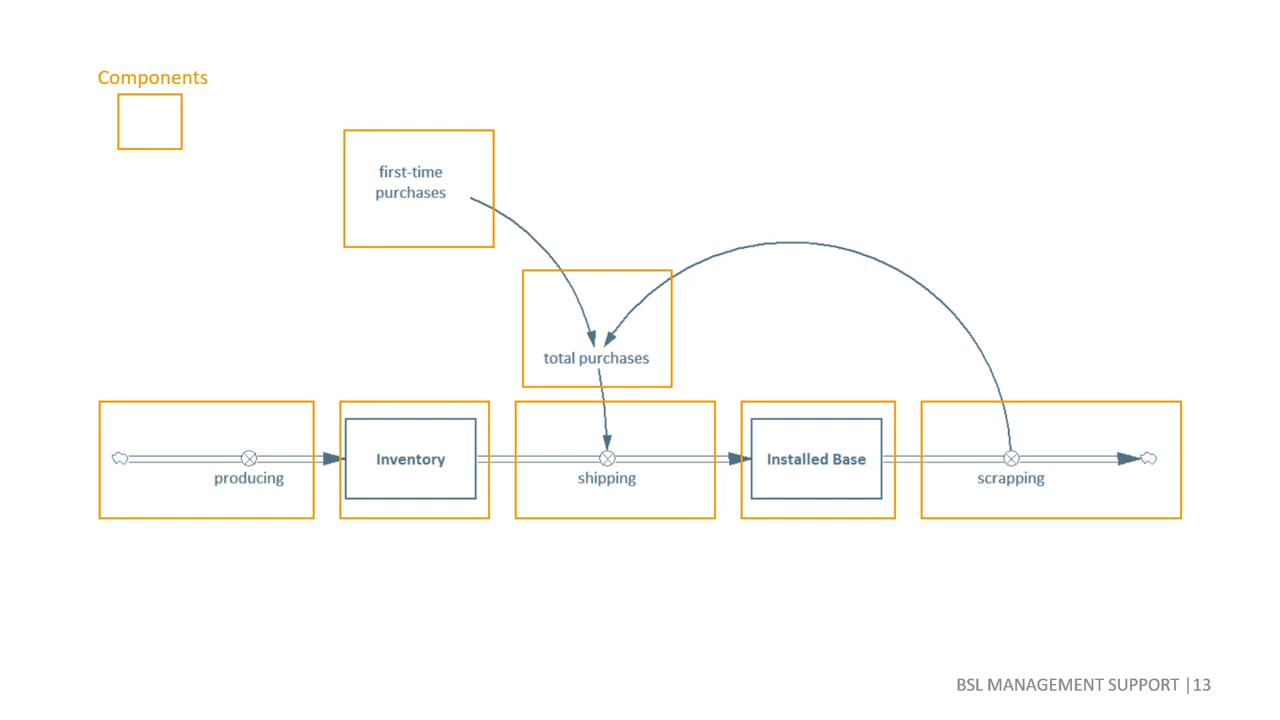 Components
first-time
purchases
total purchases
Inventory
Installed Base
producing
shipping
scrapping
BSL MANAGEMENT SUPPORT |13